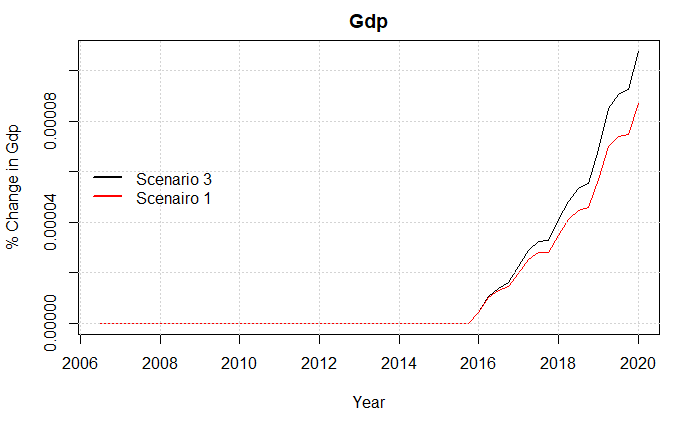 Gdp
% Change in Gdp
0.00008
0.00004
0.00000
Scenario 3
Scenairo 1
2006 2008 2010 2012 2014 2016 2018 2020
Year